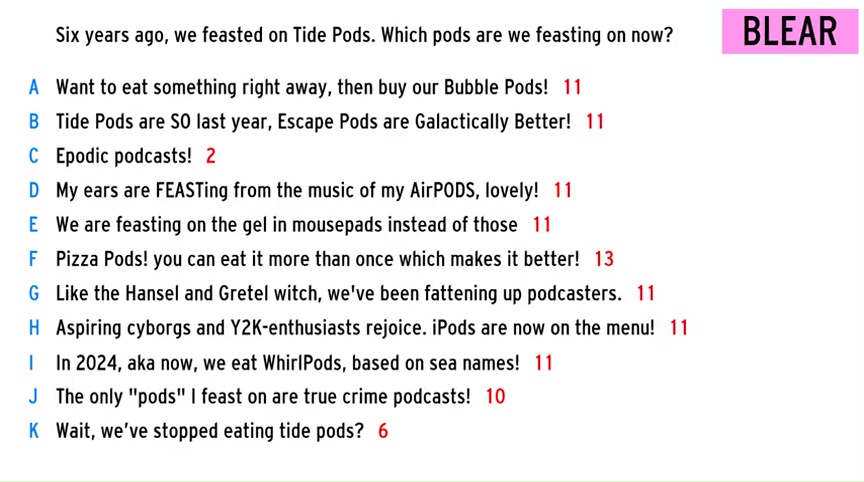 Six years ago, we feasted on Tide Pods. Which pods are we feasting on now?
BLEAR
A Want to eat something right away, then buy our Bubble Pods! 11
B Tide Pods are SO last year, Escape Pods are Galactically Better! 11
C Epodic podcasts! 2
D My ears are FEASTing from the music of my AirPODS, lovely! 11
E We are feasting on the gel in mousepads instead of those 11
F Pizza Pods! you can eat it more than once which makes it better! 13
G Like the Hansel and Gretel witch, we've been fattening up podcasters. 11
H Aspiring cyborgs and Y2K-enthusiasts rejoice. iPods are now on the menu! 11
I In 2024, aka now, we eat WhirlPods, based on sea names! 11
J The only "pods" I feast on are true crime podcasts! 10
K Wait, we’ve stopped eating tide pods? 6